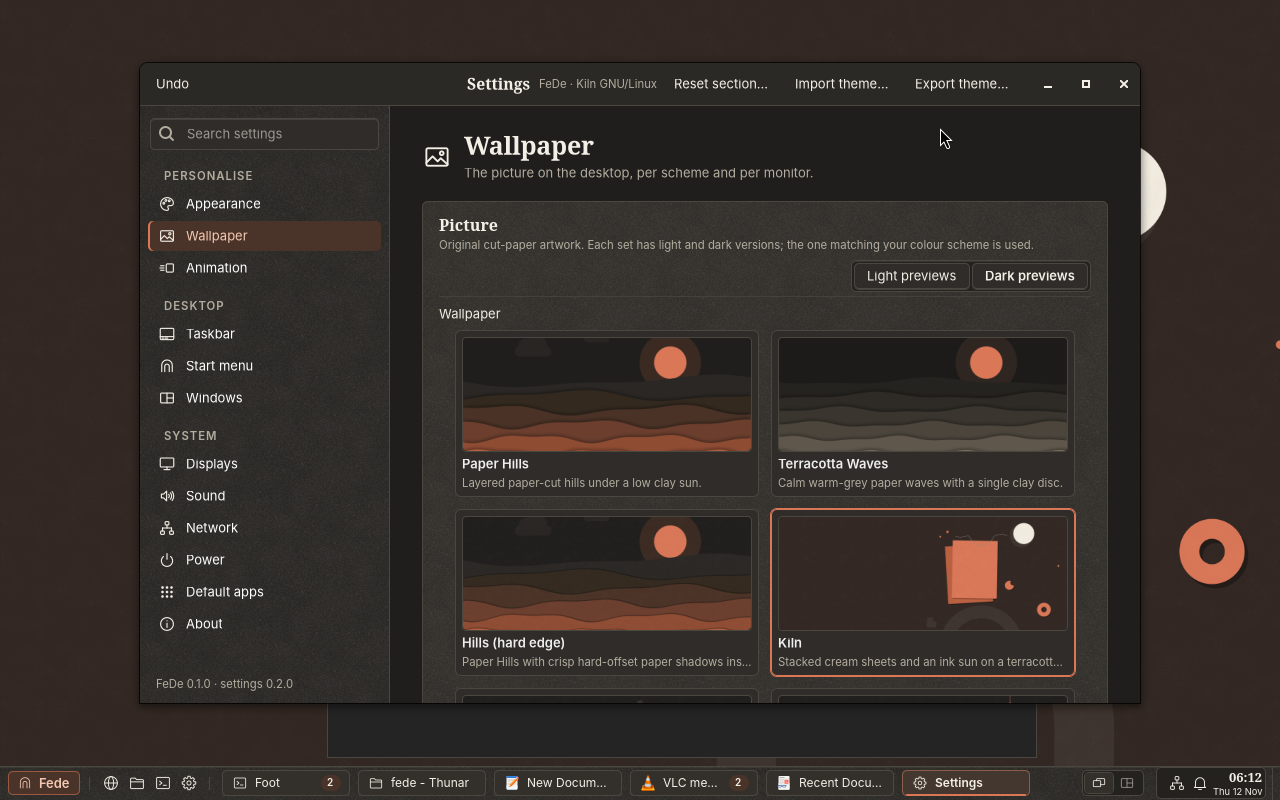 Undo
Settings FeDe · Kiln GNU/Linux
Reset section...
Import theme...
Export theme...
Search settings
PERSONALISE
Appearance
Wallpaper
Animation
DESKTOP
Taskbar
Start menu
Windows
SYSTEM
Displays
Sound
Network
Power
Default apps
About
FeDe 0.1.0 · settings 0.2.0
Wallpaper
The picture on the desktop, per scheme and per monitor.
Picture
Original cut-paper artwork. Each set has light and dark versions; the one matching your colour scheme is used.
Light previews
Dark previews
Wallpaper
Paper Hills
Layered paper-cut hills under a low clay sun.
Terracotta Waves
Calm warm-grey paper waves with a single clay disc.
Hills (hard edge)
Paper Hills with crisp hard-offset paper shadows ins...
Kiln
Stacked cream sheets and an ink sun on a terracott...
Fede
Foot 2
fede - Thunar
New Docum...
VLC me... 2
Recent Docu...
Settings
06:12
Thu 12 Nov